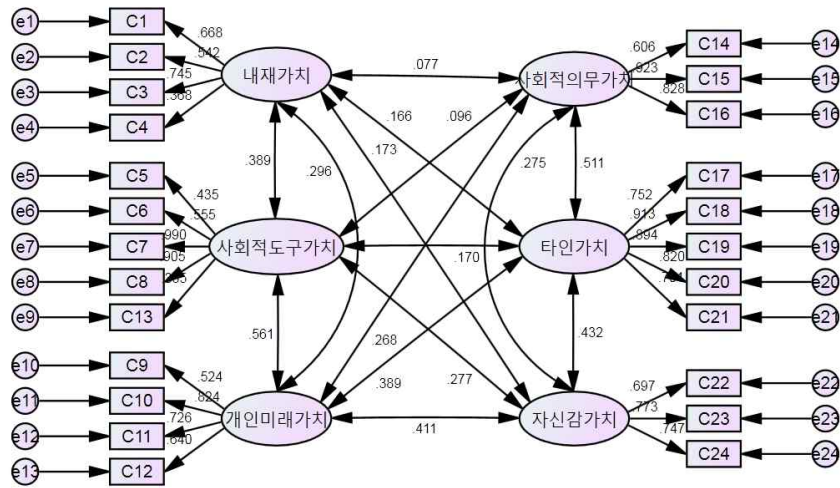 e1 C1 .668
e2 C2 .542
e3 C3 .745
e4 C4 .368
내재가치
.077
사회적의무가치
.606 C14 e14
.923 C15 e15
.828 C16 e16
.389
.296
.166
.173
.096
.275
.511
e5 C5 .435
e6 C6 .555
e7 C7 .990
e8 C8 .905
e9 C13
사회적도구가치
.170
타인가치
.752 C17 e17
.913 C18 e18
.894 C19 e19
.820 C20 e20
C21 e21
.561
.268
.389
.277
.432
e10 C9 .524
e11 C10 .824
e12 C11 .726
e13 C12 .640
개인미래가치
.411
자신감가치
.697 C22 e22
.773 C23 e23
.747 C24 e24